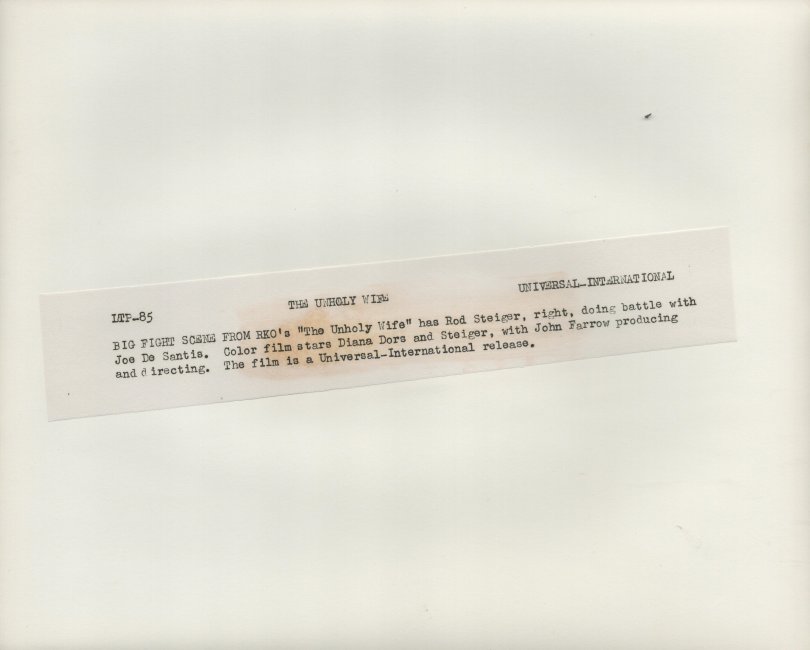 LTP-85 THE UNHOLY WIFE UNIVERSAL-INTERNATIONAL
BIG FIGHT SCENE FROM RKO's "The Unholy Wife" has Rod Steiger, right, doing battle with
Joe De Santis. Color film stars Diana Dors and Steiger, with John Farrow producing
and directing. The film is a Universal-International release.